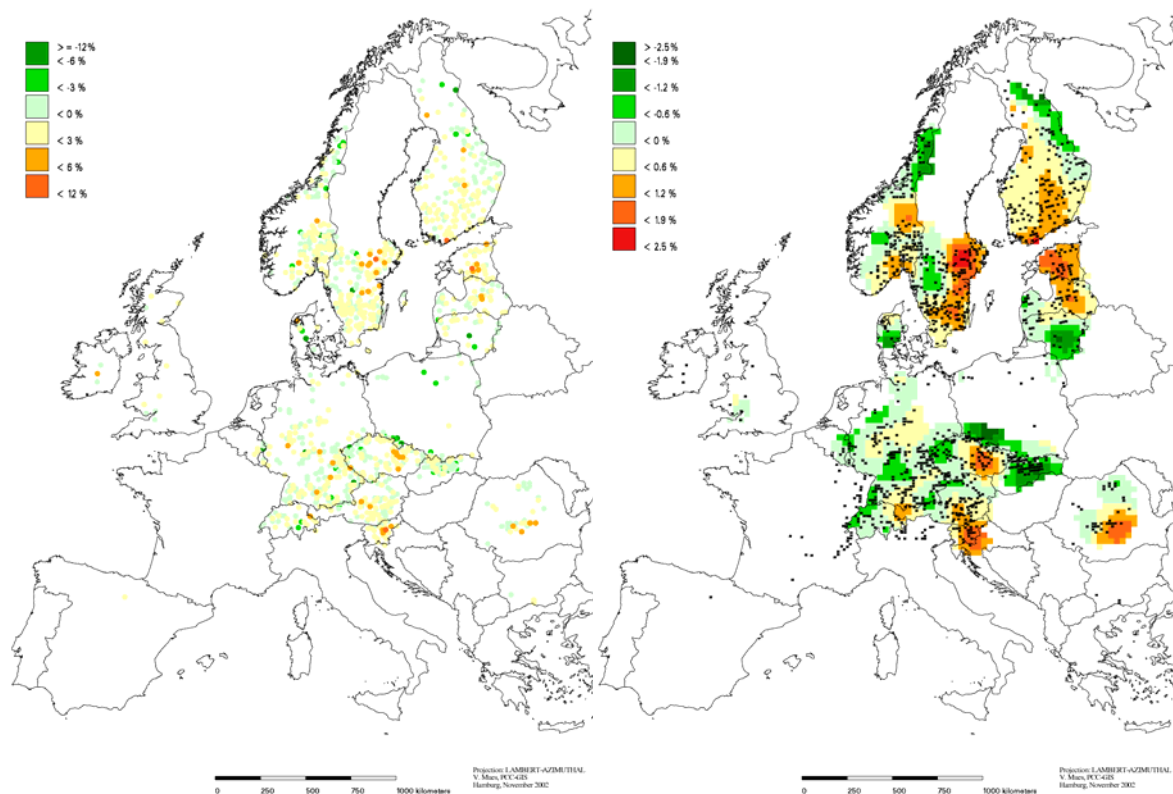 > = -12 %
< -6 %
< -3 %
< 0 %
< 3 %
< 6 %
< 12 %
0 250 500 750 1000 kilometers
Projection: LAMBERT-AZIMUTHAL
V. Mues, PCC-GIS
Hamburg, November 2002
> -2.5 %
< -1.9 %
< -1.2 %
< -0.6 %
0 %
< 0.6 %
< 1.2 %
< 1.9 %
< 2.5 %
0 250 500 750 1000 kilometers
Projection: LAMBERT-AZIMUTHAL
V. Mues, PCC-GIS
Hamburg, November 2002